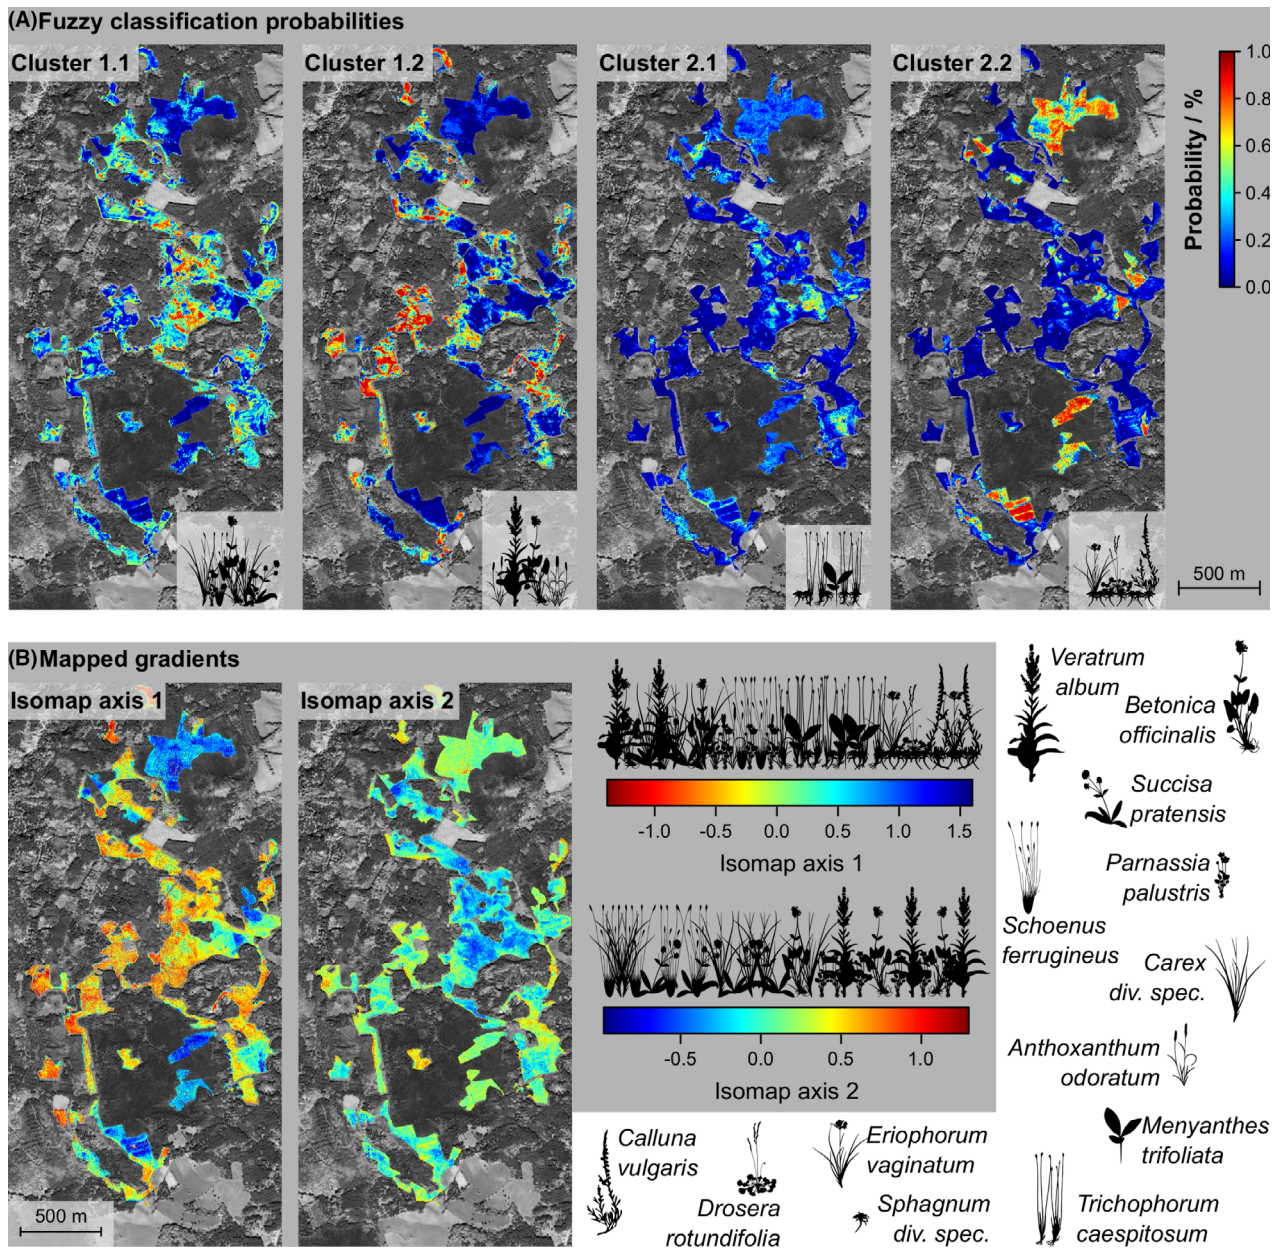 (A) Fuzzy classification probabilities
Cluster 1.1
Cluster 1.2
Cluster 2.1
Cluster 2.2
1.0
0.8
0.6
0.4
0.2
0.0
Probability / %
500 m
(B) Mapped gradients
Isomap axis 1
Isomap axis 2
500 m
-1.0 -0.5 0.0 0.5 1.0 1.5
Isomap axis 1
-0.5 0.0 0.5 1.0
Isomap axis 2
Veratrum
album
Betonica
officinalis
Succisa
pratensis
Parnassia
palustris
Schoenus
ferrugineus
Carex
div. spec.
Anthoxanthum
odoratum
Menyanthes
trifoliata
Trichophorum
caespitosum
Calluna
vulgaris
Drosera
rotundifolia
Eriophorum
vaginatum
Sphagnum
div. spec.